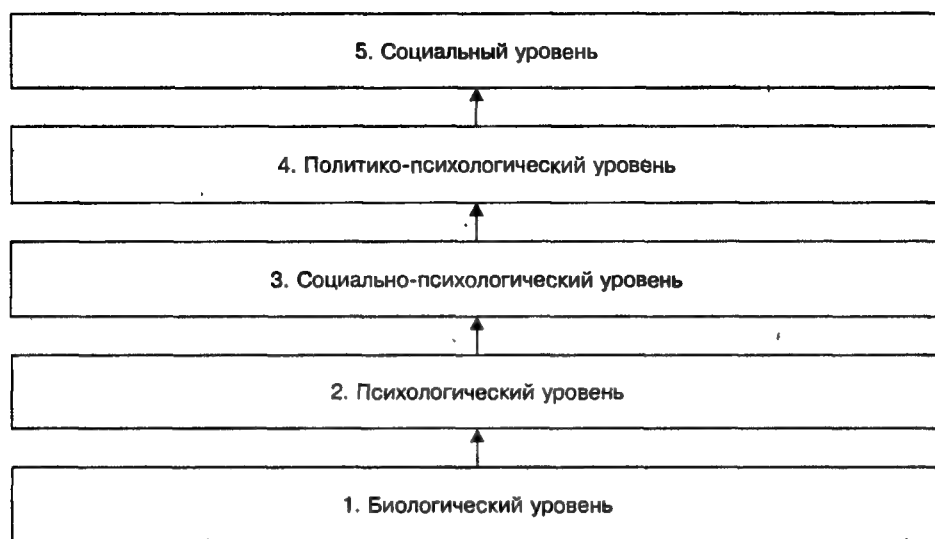 5. Социальный уровень
4. Политико-психологический уровень
3. Социально-психологический уровень
2. Психологический уровень
1. Биологический уровень